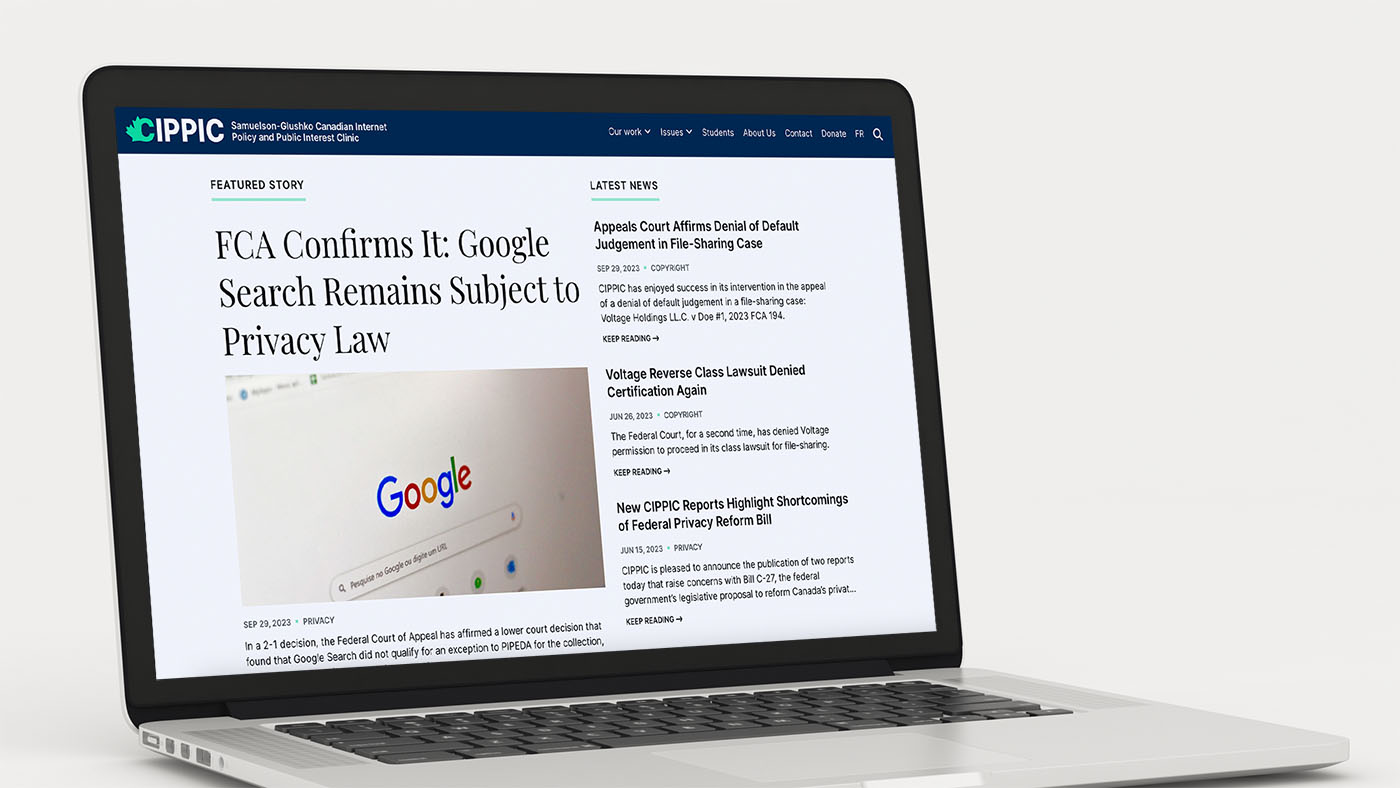 CIPPIC
Samuelson-Glushko Canadian Internet
Policy and Public Interest Clinic
Our work
Issues
Students
About Us
Contact
Donate
FR
FEATURED STORY
FCA Confirms It: Google
Search Remains Subject to
Privacy Law
Google
Pesquise no Google ou digite um URL
SEP 29, 2023 • PRIVACY
In a 2-1 decision, the Federal Court of Appeal has affirmed a lower court decision that
found that Google Search did not qualify for an exception to PIPEDA for the collection,
LATEST NEWS
Appeals Court Affirms Denial of Default
Judgement in File-Sharing Case
SEP 29, 2023 • COPYRIGHT
CIPPIC has enjoyed success in its intervention in the appeal
of a denial of default judgement in a file-sharing case:
Voltage Holdings LL.C. v Doe #1, 2023 FCA 194.
KEEP READING →
Voltage Reverse Class Lawsuit Denied
Certification Again
JUN 26, 2023 • COPYRIGHT
The Federal Court, for a second time, has denied Voltage
permission to proceed in its class lawsuit for file-sharing.
KEEP READING →
New CIPPIC Reports Highlight Shortcomings
of Federal Privacy Reform Bill
JUN 15, 2023 • PRIVACY
CIPPIC is pleased to announce the publication of two reports
today that raise concerns with Bill C-27, the federal
government's legislative proposal to reform Canada's privat...
KEEP READING →